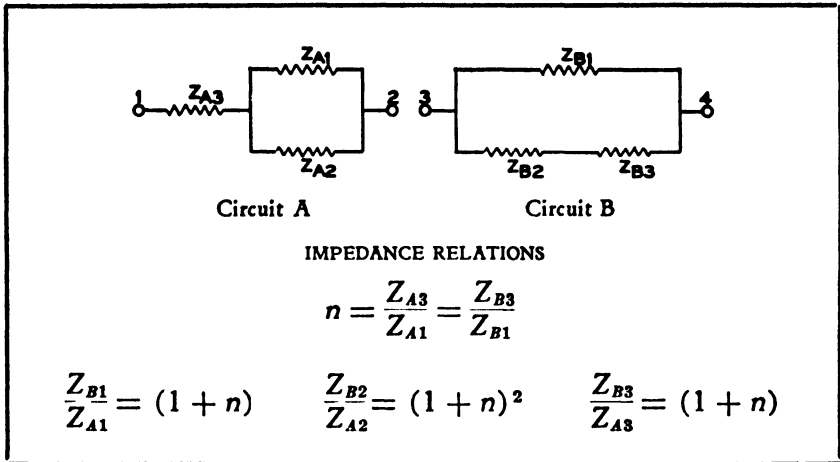 Z_A1
1 Z_A3 2
Z_A2
Z_B1
3 4
Z_B2 Z_B3
Circuit A Circuit B
IMPEDANCE RELATIONS
n = Z_A3/Z_A1 = Z_B3/Z_B1
Z_B1/Z_A1 = (1 + n) Z_B2/Z_A2 = (1 + n)² Z_B3/Z_A3 = (1 + n)